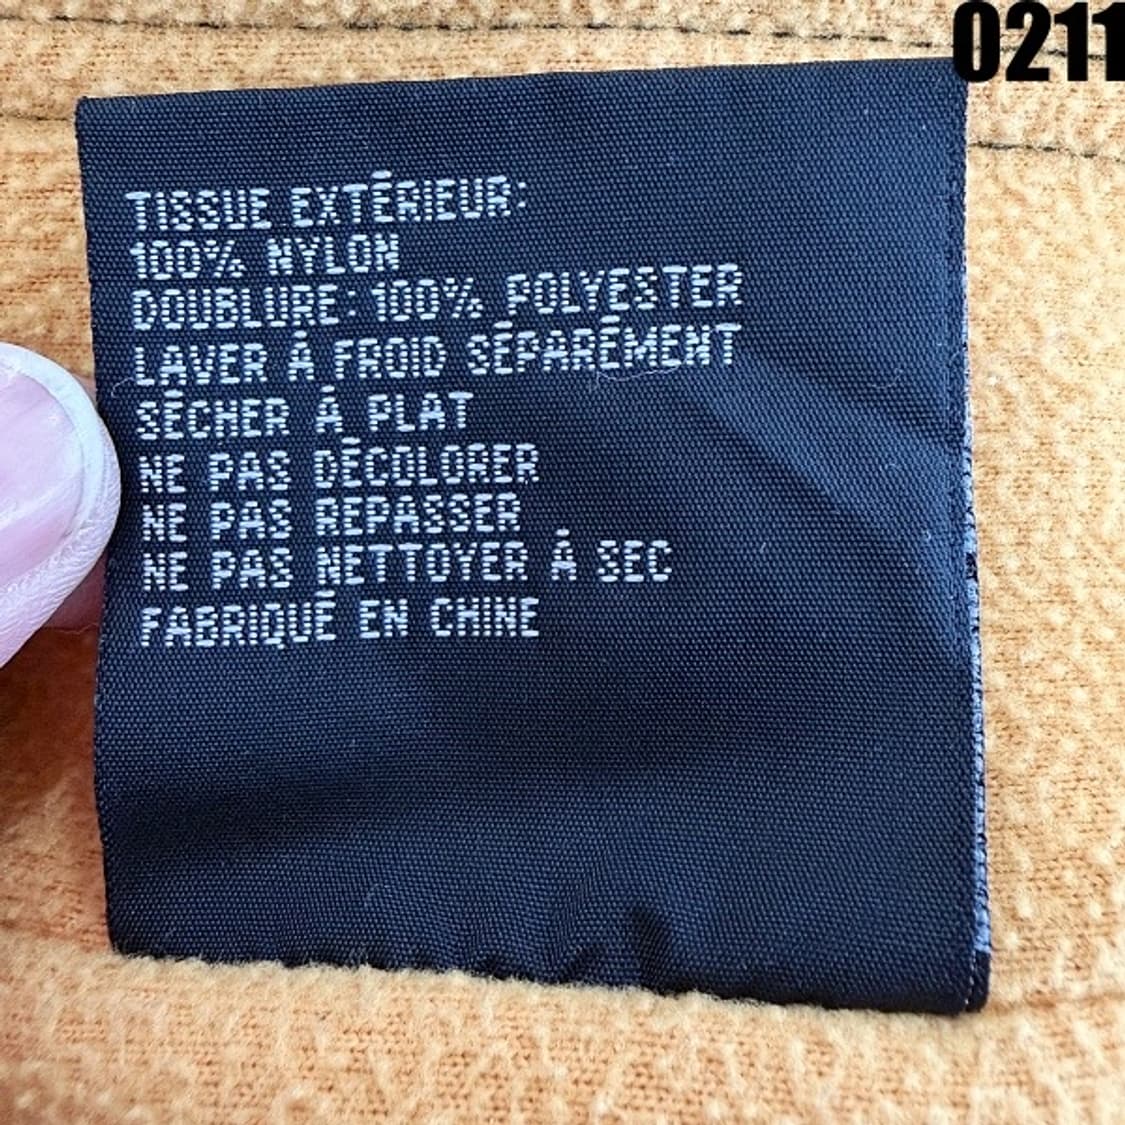 0211
TISSUE EXTÉRIEUR:
100% NYLON
DOUBLURE: 100% POLYESTER
LAVER À FROID SÉPARÉMENT
SÉCHER À PLAT
NE PAS DÉCOLORER
NE PAS REPASSER
NE PAS NETTOYER À SEC
FABRIQUÉ EN CHINE